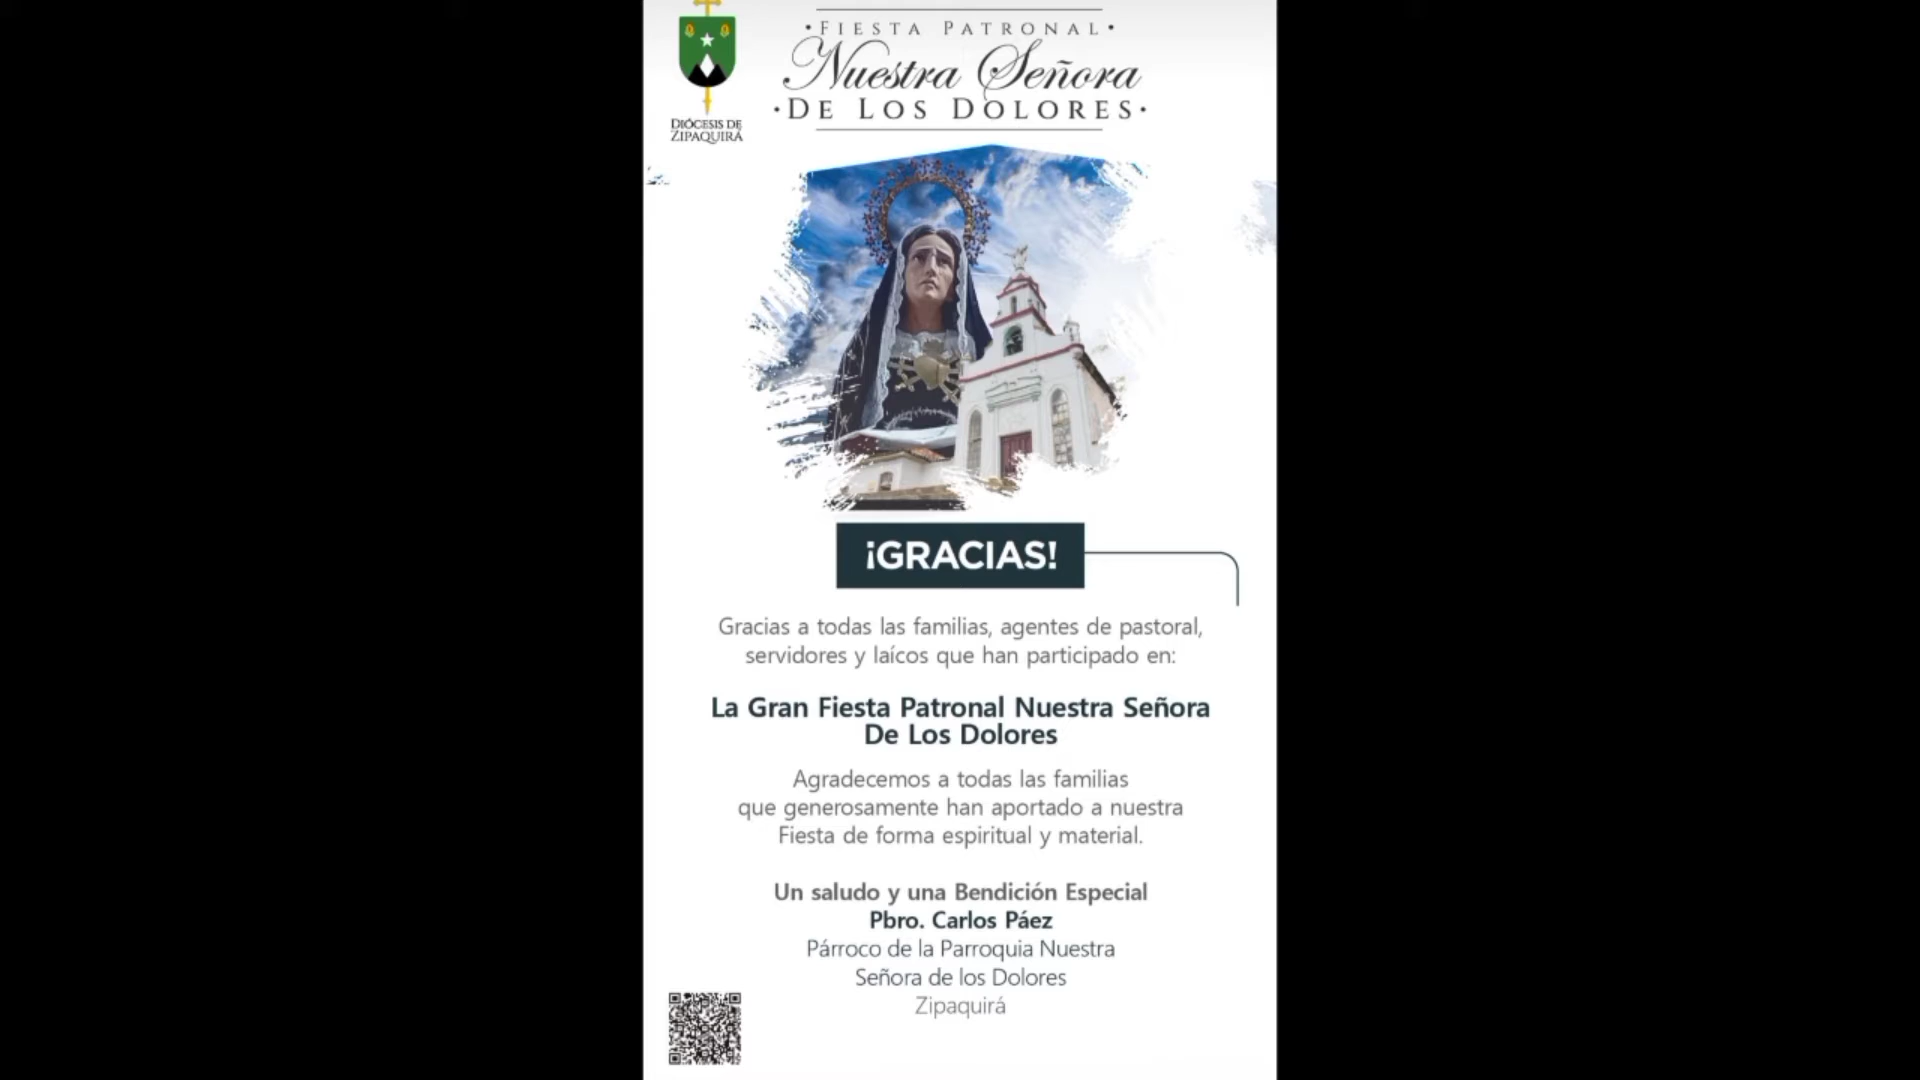 ·FIESTA PATRONAL·
Nuestra Señora
·DE LOS DOLORES·
DIÓCESIS DE
ZIPAQUIRÁ
¡GRACIAS!
Gracias a todas las familias, agentes de pastoral,
servidores y laícos que han participado en:
La Gran Fiesta Patronal Nuestra Señora
De Los Dolores
Agradecemos a todas las familias
que generosamente han aportado a nuestra
Fiesta de forma espiritual y material.
Un saludo y una Bendición Especial
Pbro. Carlos Páez
Párroco de la Parroquia Nuestra
Señora de los Dolores
Zipaquirá